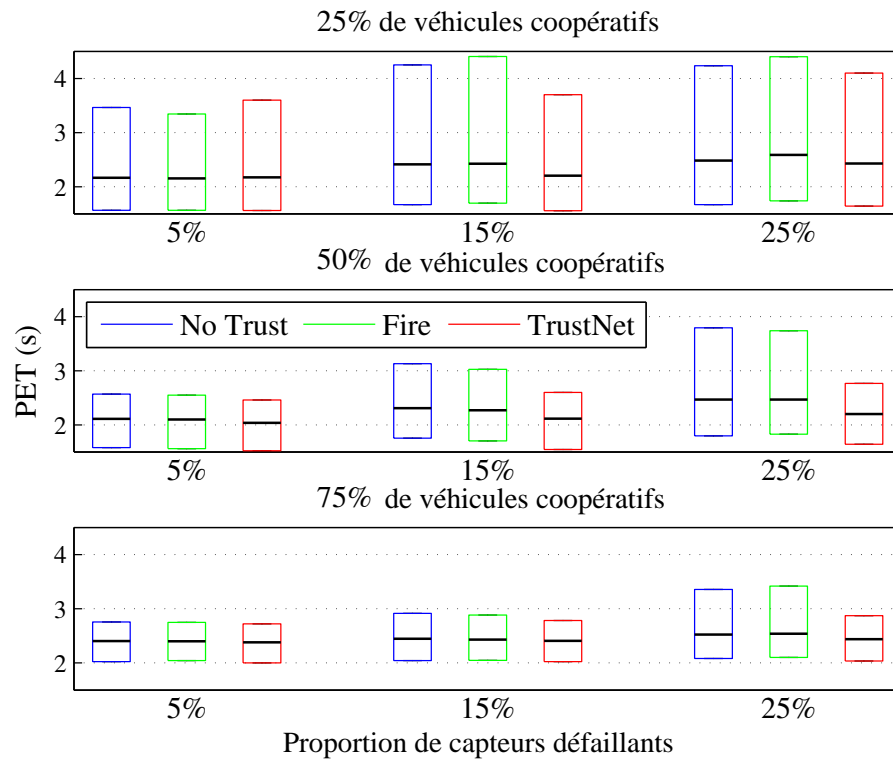 25% de véhicules coopératifs
4
3
2
5% 15% 25%
50% de véhicules coopératifs
4
3
2
No Trust Fire TrustNet
PET (s)
5% 15% 25%
75% de véhicules coopératifs
4
3
2
5% 15% 25%
Proportion de capteurs défaillants